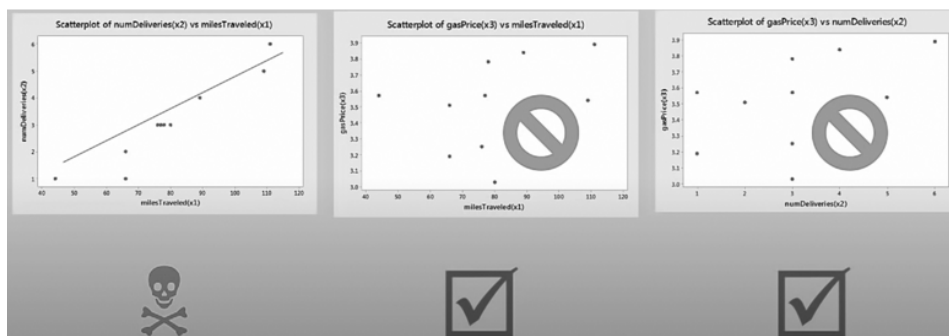 Scatterplot of numDeliveries(x2) vs milesTraveled(x1)
numDeliveries(x2)
6
5
4
3
2
1
40 50 60 70 80 90 100 110 120
milesTraveled(x1)
Scatterplot of gasPrice(x3) vs milesTraveled(x1)
gasPrice(x3)
3.9
3.8
3.7
3.6
3.5
3.4
3.3
3.2
3.1
3.0
40 50 60 70 80 90 100 110 120
milesTraveled(x1)
Scatterplot of gasPrice(x3) vs numDeliveries(x2)
gasPrice(x3)
3.9
3.8
3.7
3.6
3.5
3.4
3.3
3.2
3.1
3.0
1 2 3 4 5 6
numDeliveries(x2)